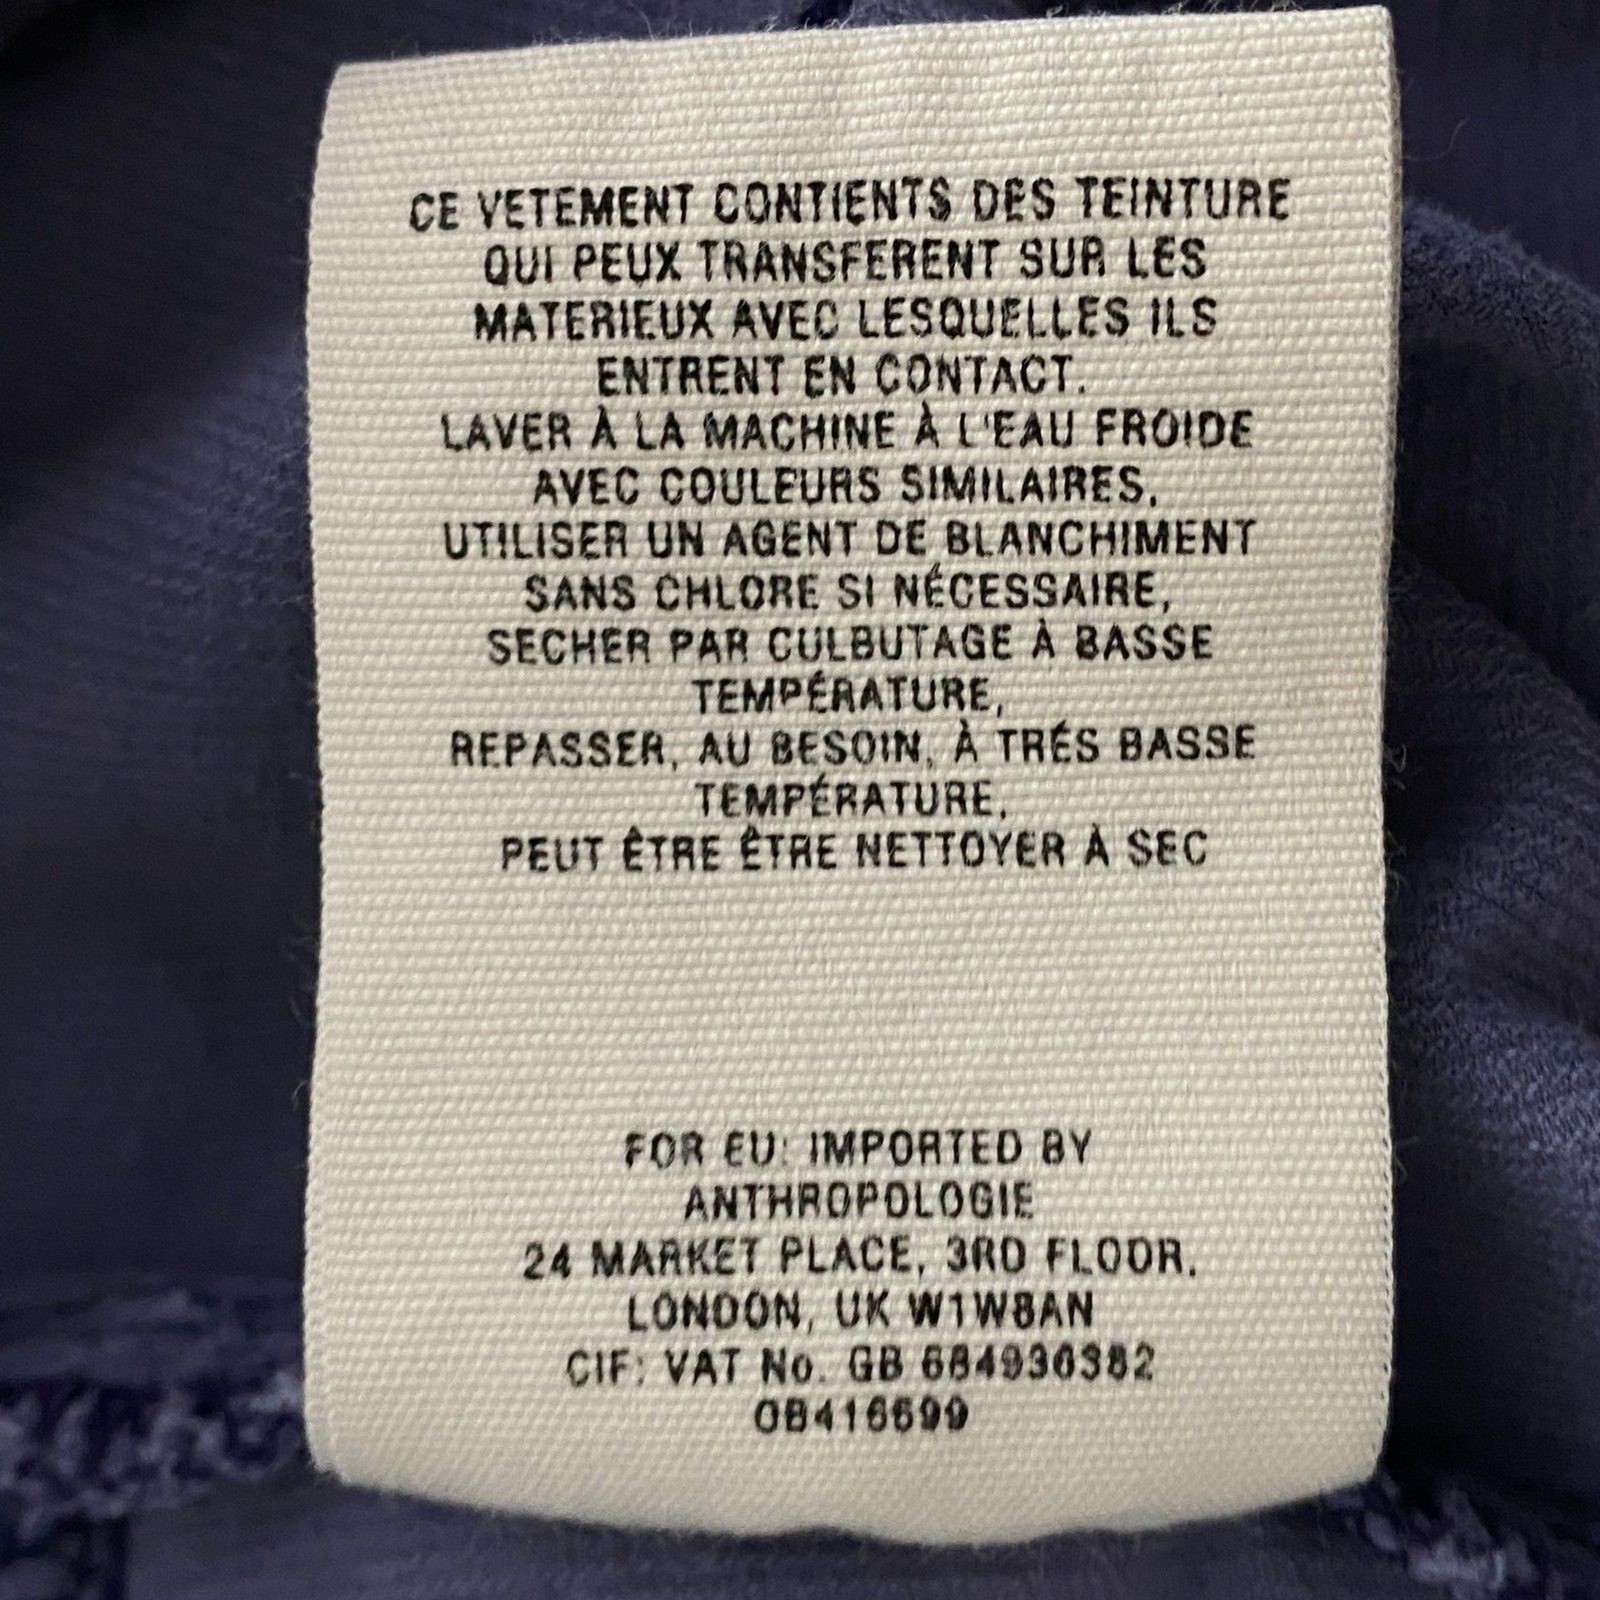 CE VETEMENT CONTIENTS DES TEINTURE
QUI PEUX TRANSFERENT SUR LES
MATERIEUX AVEC LESQUELLES ILS
ENTRENT EN CONTACT.
LAVER À LA MACHINE À L'EAU FROIDE
AVEC COULEURS SIMILAIRES,
UTILISER UN AGENT DE BLANCHIMENT
SANS CHLORE SI NÉCESSAIRE,
SECHER PAR CULBUTAGE À BASSE
TEMPÉRATURE,
REPASSER, AU BESOIN, À TRÉS BASSE
TEMPÉRATURE,
PEUT ÊTRE ÊTRE NETTOYER À SEC
FOR EU: IMPORTED BY
ANTHROPOLOGIE
24 MARKET PLACE, 3RD FLOOR,
LONDON, UK W1W8AN
CIF: VAT No. GB 684936382
OB416699